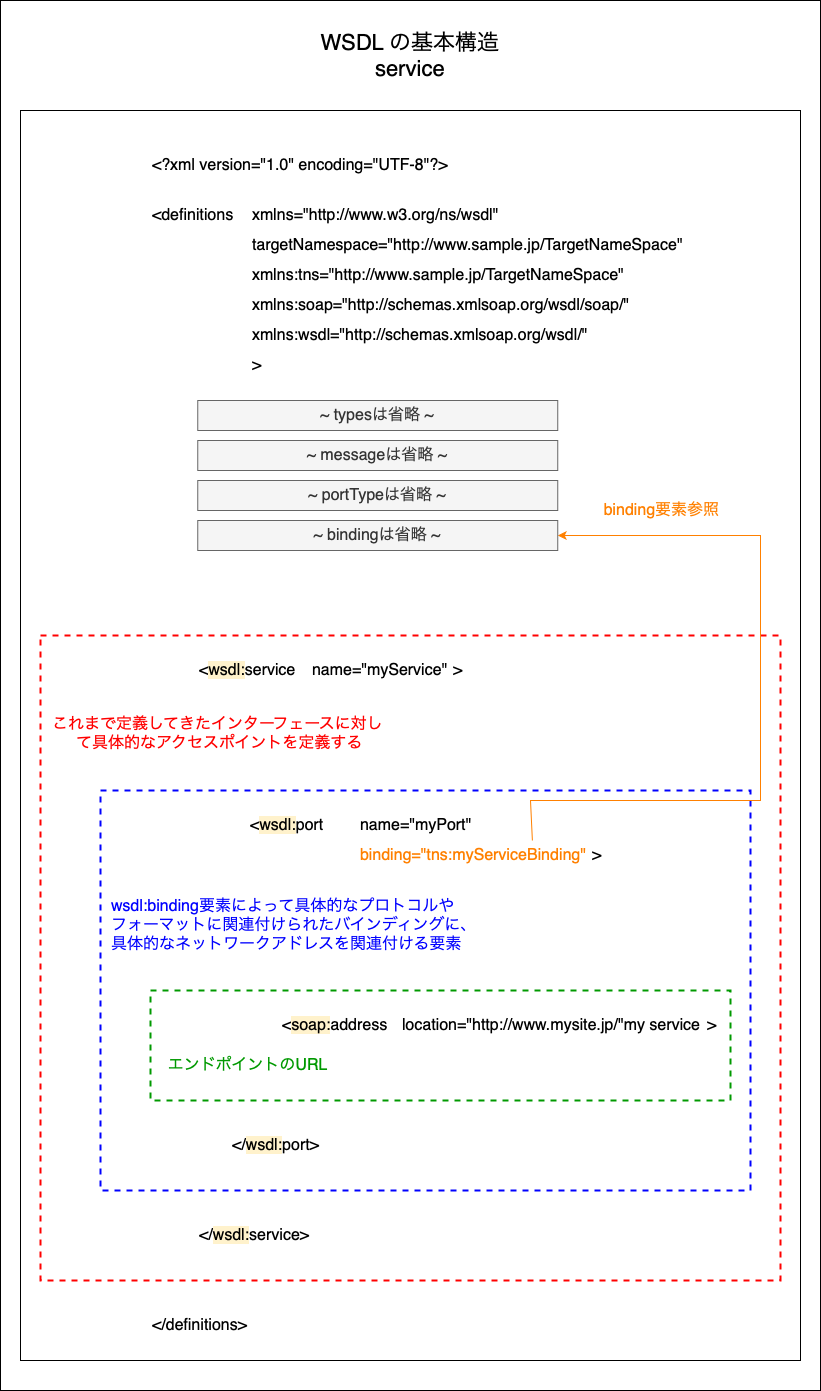 WSDL の基本構造
service
<?xml version="1.0" encoding="UTF-8"?>
<definitions xmlns="http://www.w3.org/ns/wsdl"
targetNamespace="http://www.sample.jp/TargetNameSpace"
xmlns:tns="http://www.sample.jp/TargetNameSpace"
xmlns:soap="http://schemas.xmlsoap.org/wsdl/soap/"
xmlns:wsdl="http://schemas.xmlsoap.org/wsdl/"
>
~ typesは省略 ~
~ messageは省略 ~
~ portTypeは省略 ~
binding要素参照
~ bindingは省略 ~
<wsdl:service name="myService" >
これまで定義してきたインターフェースに対し
て具体的なアクセスポイントを定義する
<wsdl:port name="myPort"
binding="tns:myServiceBinding" >
wsdl:binding要素によって具体的なプロトコルや
フォーマットに関連付けられたバインディングに、
具体的なネットワークアドレスを関連付ける要素
<soap:address location="http://www.mysite.jp/"my service >
エンドポイントのURL
</wsdl:port>
</wsdl:service>
</definitions>